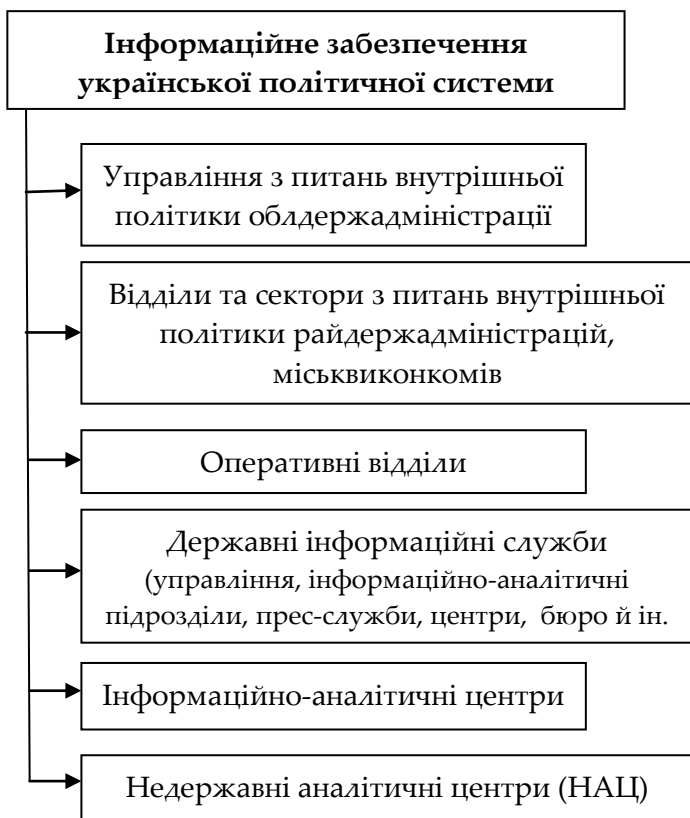 Інформаційне забезпечення
української політичної системи
Управління з питань внутрішньої
політики облдержадміністрації
Відділи та сектори з питань внутрішньої
політики райдержадміністрацій,
міськвиконкомів
Оперативні відділи
Державні інформаційні служби
(управління, інформаційно-аналітичні
підрозділи, прес-служби, центри, бюро й ін.
Інформаційно-аналітичні центри
Недержавні аналітичні центри (НАЦ)